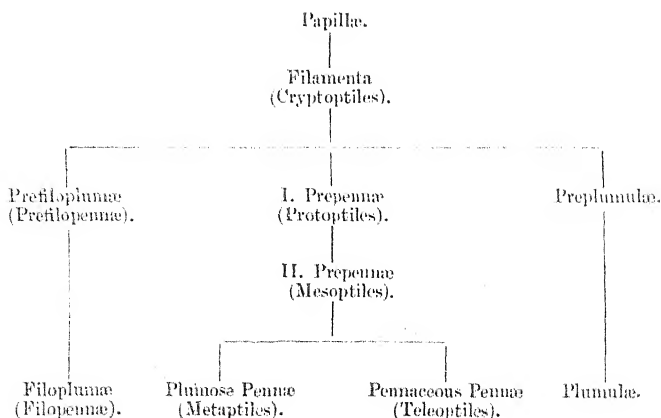 Papillæ.
Filamenta
(Cryptoptiles).
Prefiloplumæ
(Prefilopennæ).
I. Prepennæ
(Protoptiles).
Preplumulæ.
II. Prepennæ
(Mesoptiles).
Filoplumæ
(Filopennæ).
Plumose Pennæ
(Metaptiles).
Pennaceous Pennæ
(Teleoptiles).
Plumulæ.